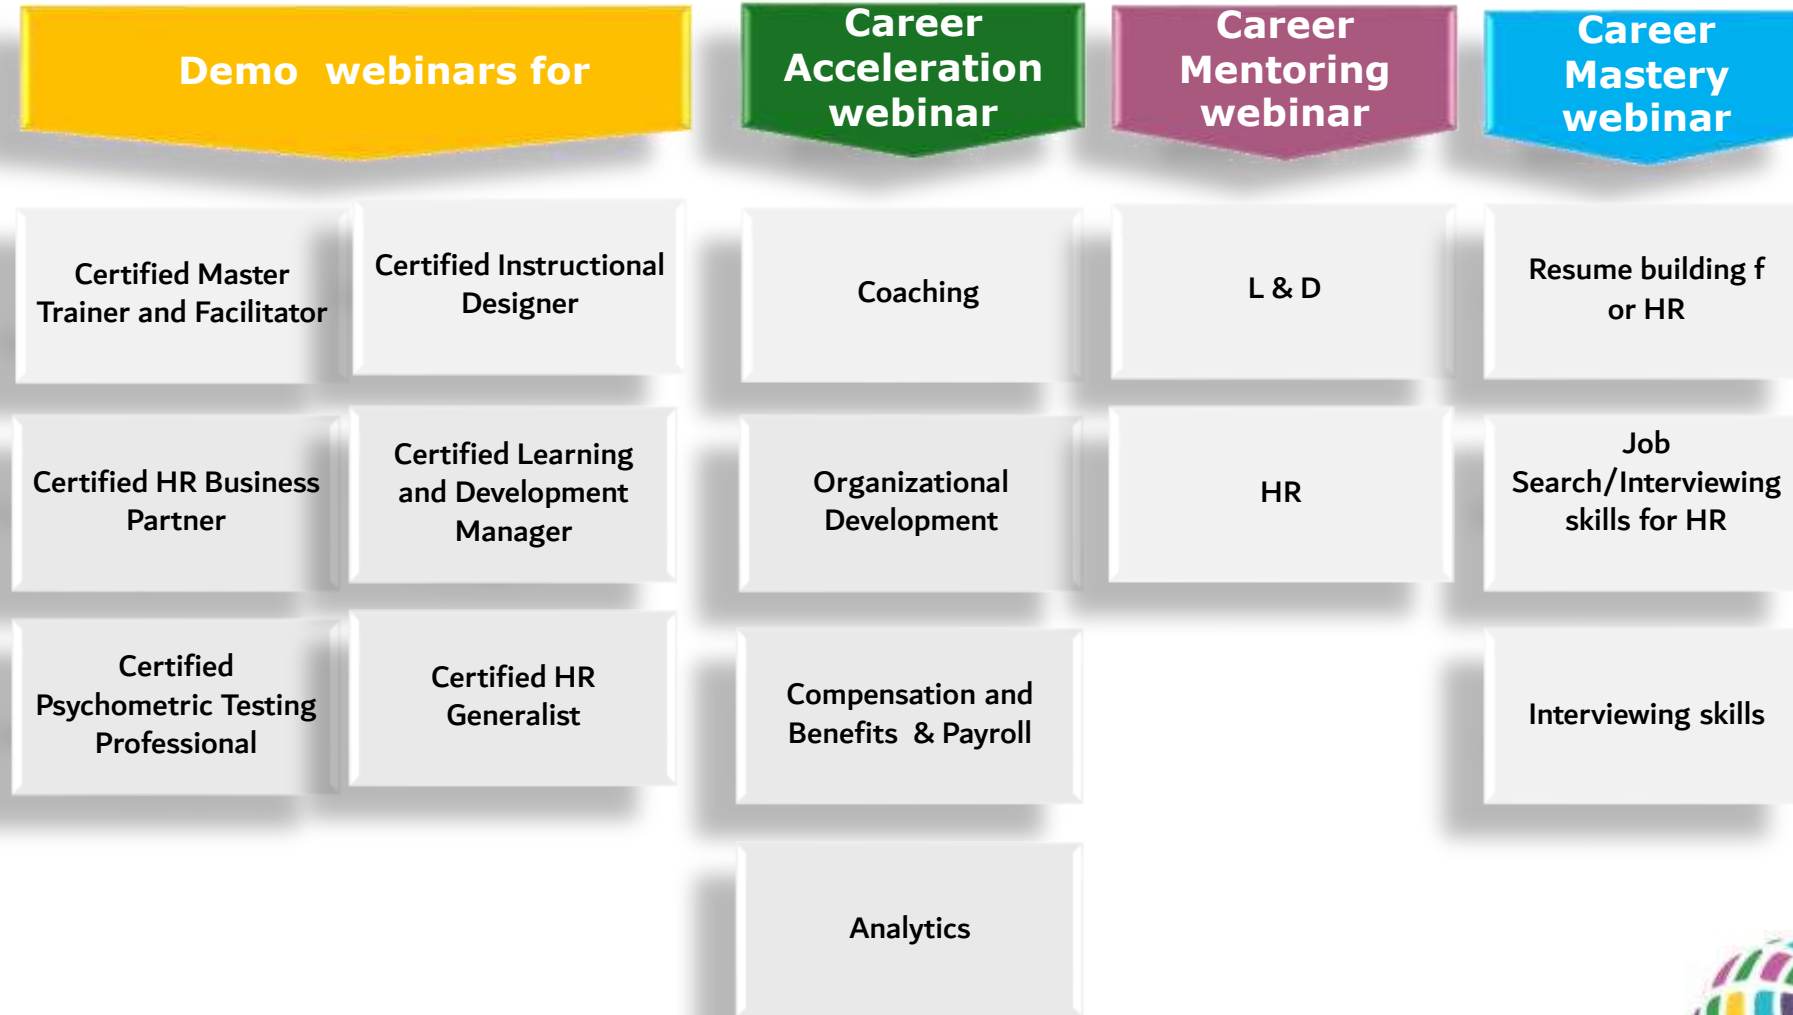 Demo  webinars for
Career
Acceleration
webinar
Career
Mentoring
webinar
Career
Mastery
webinar
Certified Master
Trainer and Facilitator
Certified Instructional
Designer
Coaching
L & D
Resume building f
or HR
Certified HR Business
Partner
Certified Learning
and Development
Manager
Organizational
Development
HR
Job
Search/Interviewing
skills for HR
Certified
Psychometric Testing
Professional
Certified HR
Generalist
Compensation and
Benefits  & Payroll
Interviewing skills
Analytics